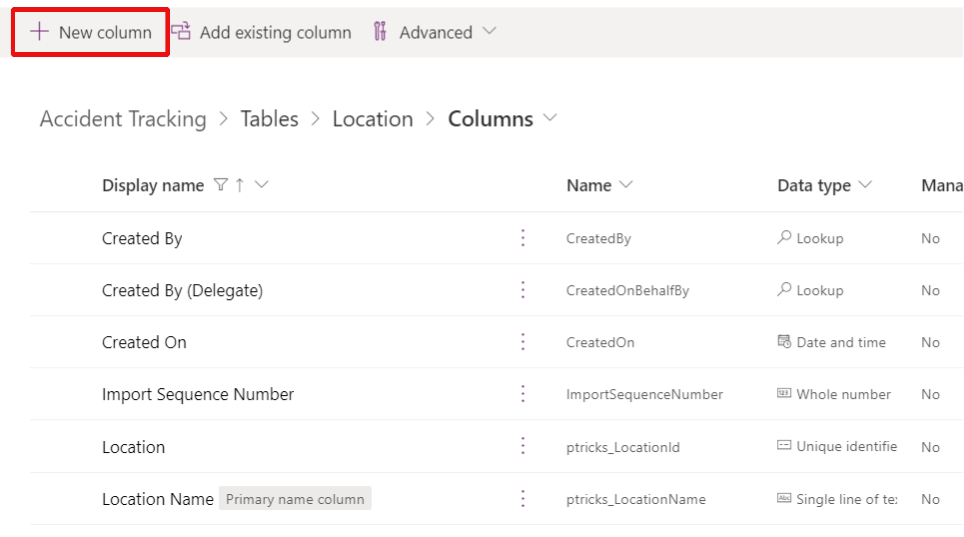 New column Add existing column Advanced
Accident Tracking > Tables > Location > Columns
Display name ↑ Name Data type Mana
Created By CreatedBy Lookup No
Created By (Delegate) CreatedOnBehalfBy Lookup No
Created On CreatedOn Date and time No
Import Sequence Number ImportSequenceNumber Whole number No
Location ptricks_LocationId Unique identifie No
Location Name Primary name column ptricks_LocationName Single line of te No